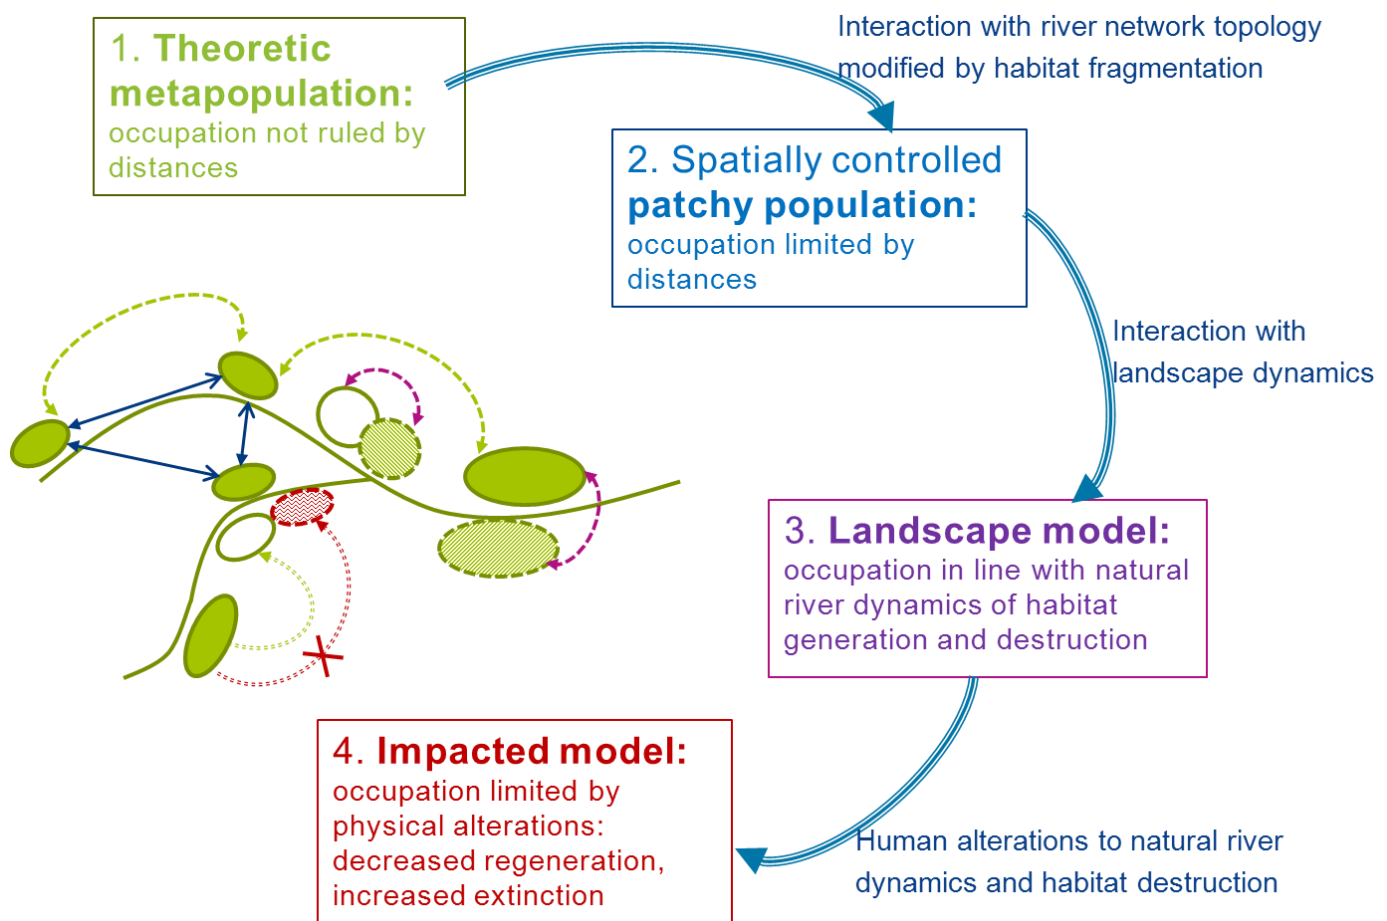 1. Theoretic
metapopulation:
occupation not ruled by
distances
Interaction with river network topology
modified by habitat fragmentation
2. Spatially controlled
patchy population:
occupation limited by
distances
Interaction with
landscape dynamics
3. Landscape model:
occupation in line with natural
river dynamics of habitat
generation and destruction
4. Impacted model:
occupation limited by
physical alterations:
decreased regeneration,
increased extinction
Human alterations to natural river
dynamics and habitat destruction